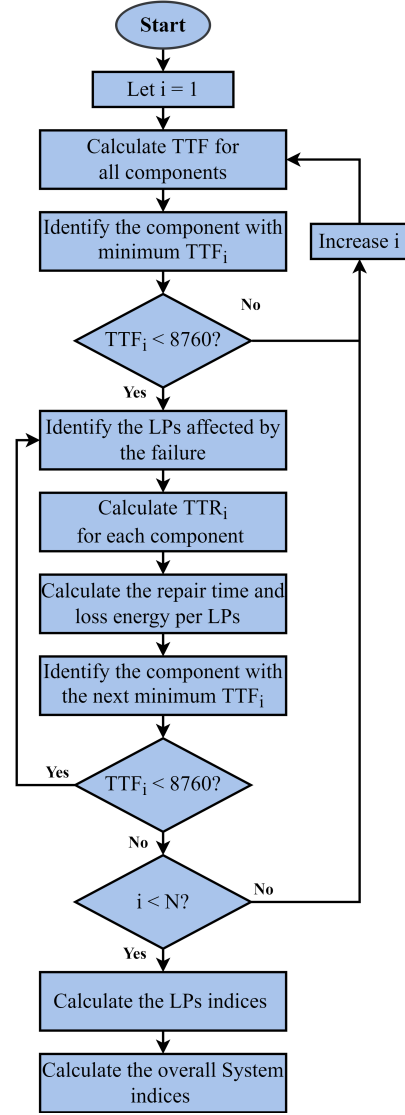 Start
Let i = 1
Calculate TTF for
all components
Identify the component with
minimum TTFi
Increase i
No
TTFi < 8760?
Yes
Identify the LPs affected by
the failure
Calculate TTRi
for each component
Calculate the repair time and
loss energy per LPs
Identify the component with
the next minimum TTFi
Yes
TTFi < 8760?
No
i < N?
No
Yes
Calculate the LPs indices
Calculate the overall System
indices